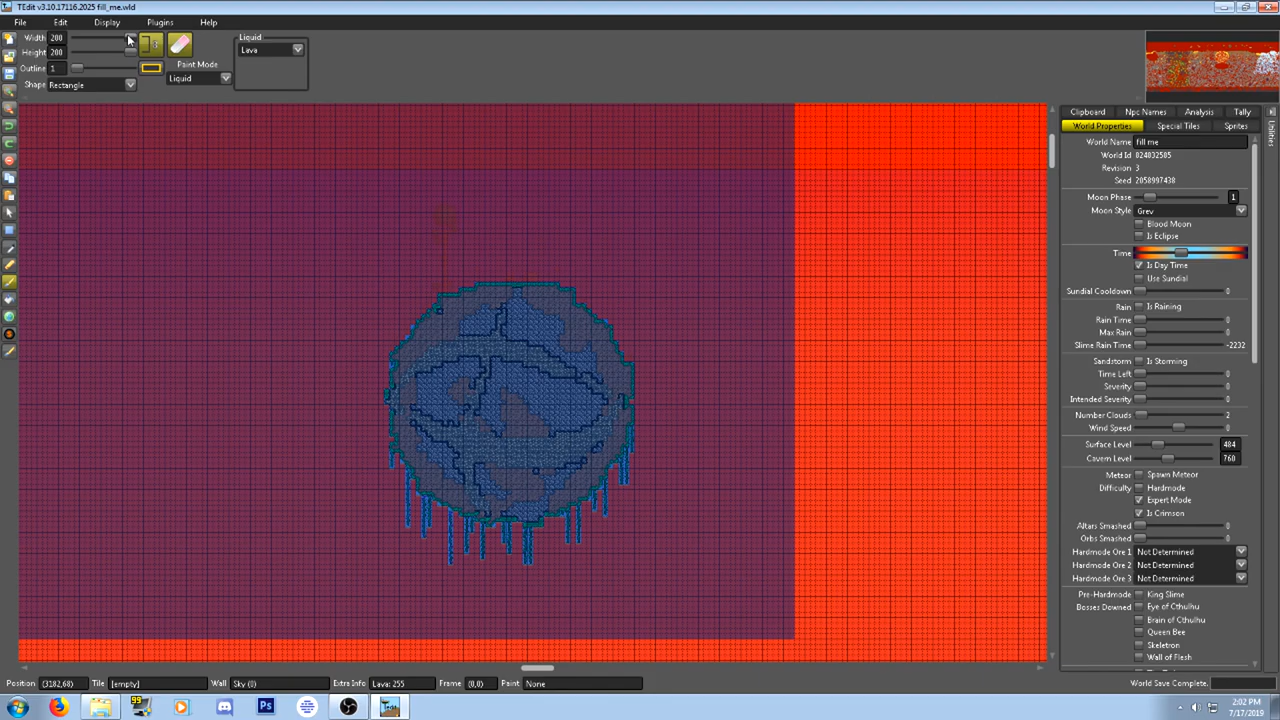 TEdit v3.10.17116.2025 fill_me.wld
File Edit Display Plugins Help
Width 200
Height 200
Outline 1
Shape Rectangle
Paint Mode
Liquid
Liquid
Lava
Clipboard Npc Names Analysis Tally
World Properties Special Tiles Sprites
Utilities
World Name fill me
World Id 824032505
Revision 3
Seed 2058997438
Moon Phase 1
Moon Style Grey
Blood Moon
Is Eclipse
Time
Is Day Time
Use Sundial
Sundial Cooldown 0
Rain Is Raining
Rain Time 0
Max Rain 0
Slime Rain Time -2232
Sandstorm Is Storming
Time Left 0
Severity 0
Intended Severity 0
Number Clouds 2
Wind Speed 0
Surface Level 484
Cavern Level 760
Meteor Spawn Meteor
Difficulty Hardmode
Expert Mode
Is Crimson
Altars Smashed 0
Orbs Smashed 0
Hardmode Ore 1 Not Determined
Hardmode Ore 2 Not Determined
Hardmode Ore 3 Not Determined
Pre-Hardmode King Slime
Bosses Downed Eye of Cthulhu
Brain of Cthulhu
Queen Bee
Skeletron
Wall of Flesh
Position (3182,68) Tile [empty] Wall Sky (0) Extra Info Lava: 255 Frame (0,0) Paint None World Save Complete.
99
Ps
2:02 PM
7/17/2019